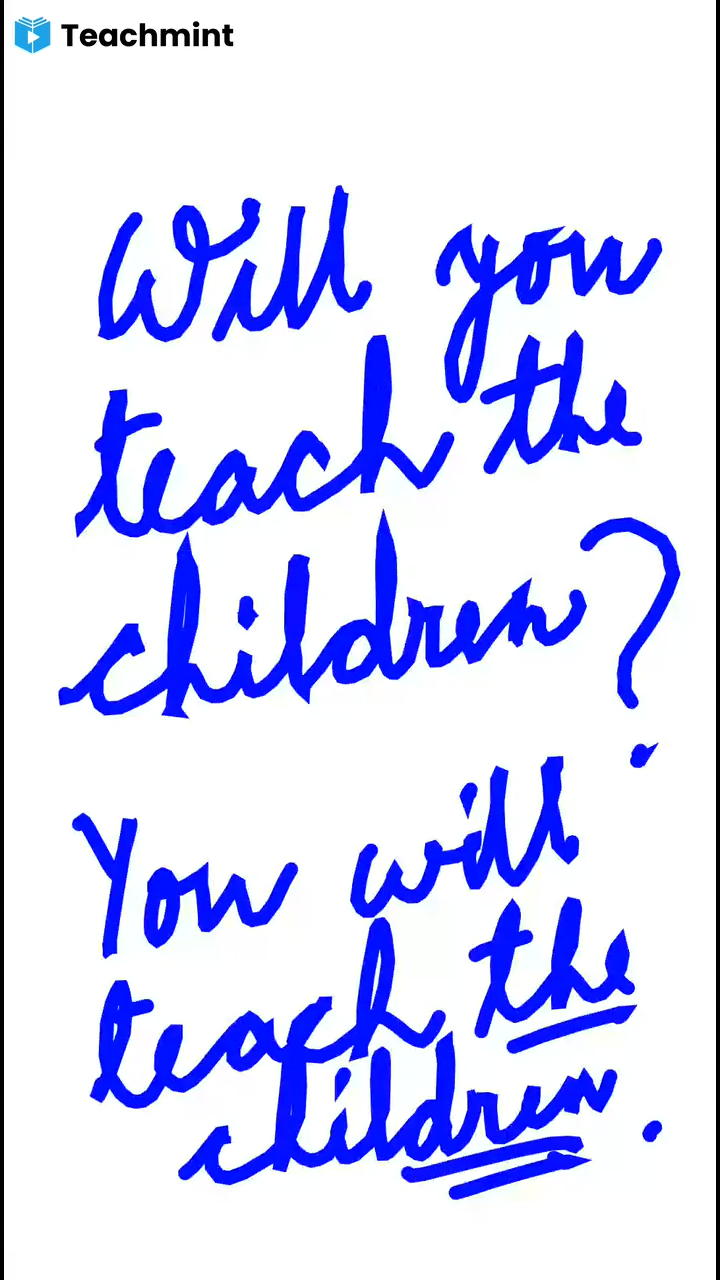 Teachmint
Will you
teach the
children?
You will
teach the
children.